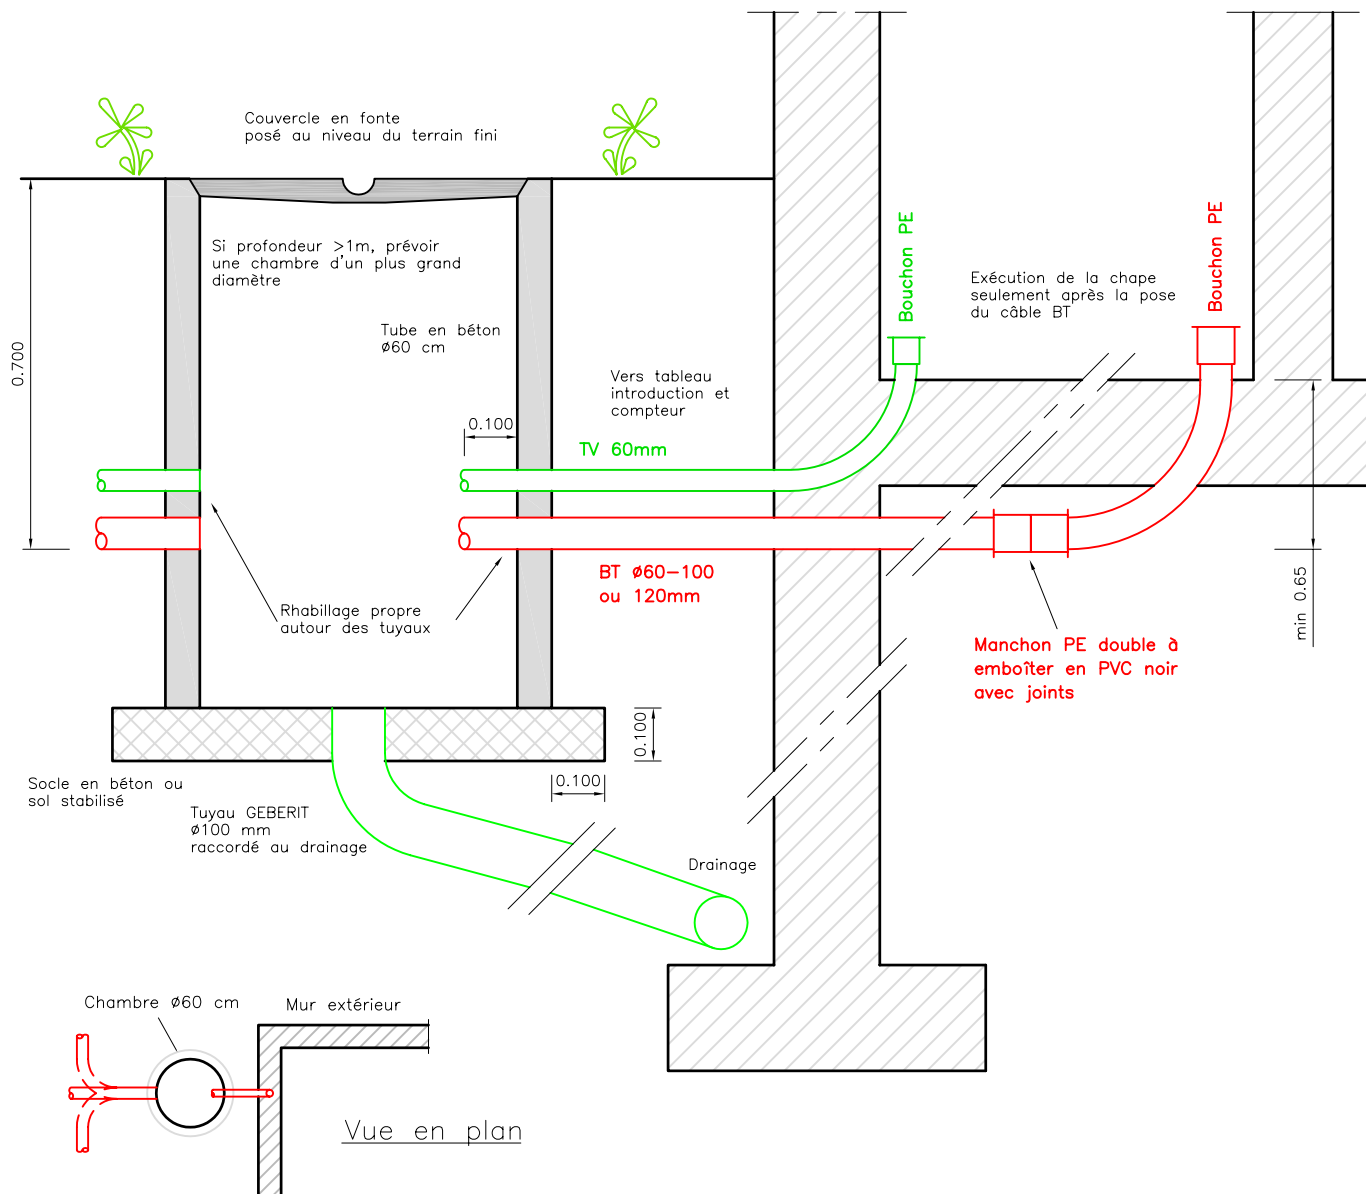 Couvercle en fonte
posé au niveau du terrain fini
Si profondeur >1m, prévoir
une chambre d'un plus grand
diamètre
Tube en béton
ø60 cm
0.700
0.100
Vers tableau
introduction et
compteur
TV 60mm
Bouchon PE
Exécution de la chape
seulement après la pose
du câble BT
Bouchon PE
BT ø60-100
ou 120mm
Rhabillage propre
autour des tuyaux
min 0.65
Manchon PE double à
emboîter en PVC noir
avec joints
0.100
0.100
Socle en béton ou
sol stabilisé
Tuyau GEBERIT
ø100 mm
raccordé au drainage
Drainage
Chambre ø60 cm
Mur extérieur
Vue en plan